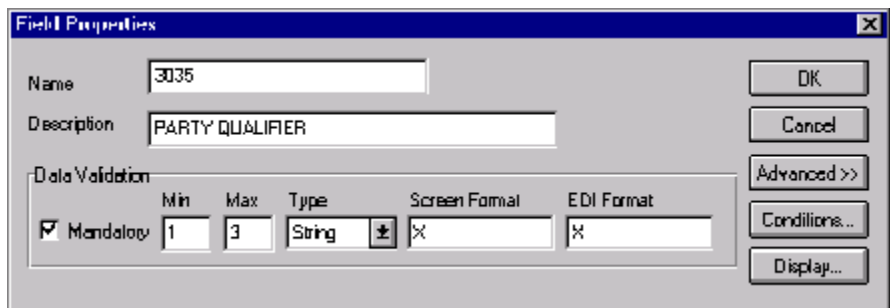 Field Properties
Name
3035
OK
Description
PARTY QUALIFIER
Cancel
Data Validation
Advanced >>
Min Max Type Screen Format EDI Format
Mandatory 1 3 String X X
Conditions...
Display...